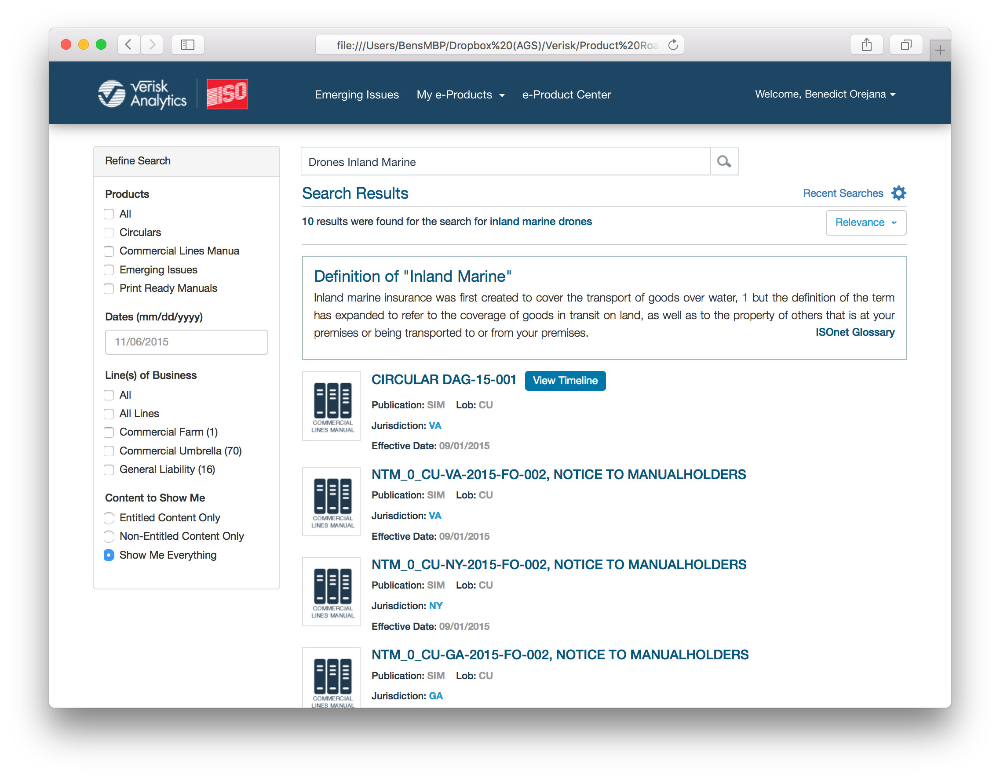 file:///Users/BensMBP/Dropbox%20(AGS)/Verisk/Product%20Roa
Verisk
Analytics
ISO
Emerging Issues
My e-Products
e-Product Center
Welcome, Benedict Orejana
Refine Search
Products
All
Circulars
Commercial Lines Manua
Emerging Issues
Print Ready Manuals
Dates (mm/dd/yyyy)
11/06/2015
Line(s) of Business
All
All Lines
Commercial Farm (1)
Commercial Umbrella (70)
General Liability (16)
Content to Show Me
Entitled Content Only
Non-Entitled Content Only
Show Me Everything
Drones Inland Marine
Search Results
Recent Searches
10 results were found for the search for inland marine drones
Relevance
Definition of "Inland Marine"
Inland marine insurance was first created to cover the transport of goods over water, 1 but the definition of the term
has expanded to refer to the coverage of goods in transit on land, as well as to the property of others that is at your
premises or being transported to or from your premises.
ISOnet Glossary
COMMERCIAL
LINES MANUAL
CIRCULAR DAG-15-001
View Timeline
Publication: SIM Lob: CU
Jurisdiction: VA
Effective Date: 09/01/2015
COMMERCIAL
LINES MANUAL
NTM_0_CU-VA-2015-FO-002, NOTICE TO MANUALHOLDERS
Publication: SIM Lob: CU
Jurisdiction: VA
Effective Date: 09/01/2015
COMMERCIAL
LINES MANUAL
NTM_0_CU-NY-2015-FO-002, NOTICE TO MANUALHOLDERS
Publication: SIM Lob: CU
Jurisdiction: NY
Effective Date: 09/01/2015
COMMERCIAL
LINES MANUAL
NTM_0_CU-GA-2015-FO-002, NOTICE TO MANUALHOLDERS
Publication: SIM Lob: CU
Jurisdiction: GA